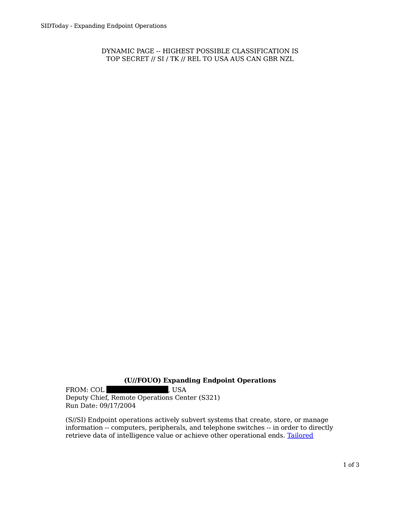 SIDToday - Expanding Endpoint Operations
DYNAMIC PAGE -- HIGHEST POSSIBLE CLASSIFICATION IS
TOP SECRET // SI / TK // REL TO USA AUS CAN GBR NZL
(U//FOUO) Expanding Endpoint Operations
FROM: COL , USA
Deputy Chief, Remote Operations Center (S321)
Run Date: 09/17/2004
(S//SI) Endpoint operations actively subvert systems that create, store, or manage
information -- computers, peripherals, and telephone switches -- in order to directly
retrieve data of intelligence value or achieve other operational ends. Tailored
1 of 3